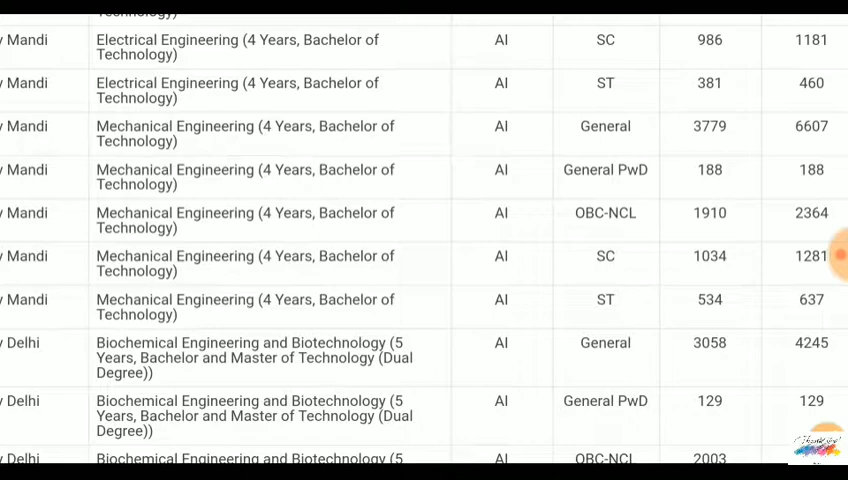 Technology)
y Mandi Electrical Engineering (4 Years, Bachelor of AI SC 986 1181
Technology)
y Mandi Electrical Engineering (4 Years, Bachelor of AI ST 381 460
Technology)
y Mandi Mechanical Engineering (4 Years, Bachelor of AI General 3779 6607
Technology)
y Mandi Mechanical Engineering (4 Years, Bachelor of AI General PwD 188 188
Technology)
y Mandi Mechanical Engineering (4 Years, Bachelor of AI OBC-NCL 1910 2364
Technology)
y Mandi Mechanical Engineering (4 Years, Bachelor of AI SC 1034 1281
Technology)
y Mandi Mechanical Engineering (4 Years, Bachelor of AI ST 534 637
Technology)
y Delhi Biochemical Engineering and Biotechnology (5 AI General 3058 4245
Years, Bachelor and Master of Technology (Dual
Degree))
y Delhi Biochemical Engineering and Biotechnology (5 AI General PwD 129 129
Years, Bachelor and Master of Technology (Dual
Degree))
y Delhi Biochemical Engineering and Biotechnology (5 AI OBC-NCL 2003